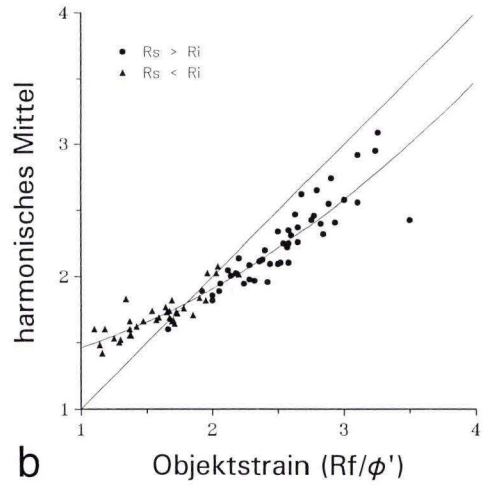 4
● Rs > Ri
▲ Rs < Ri
3
harmonisches Mittel
2
1
1 2 3 4
b Objektstrain (Rf/ϕ')